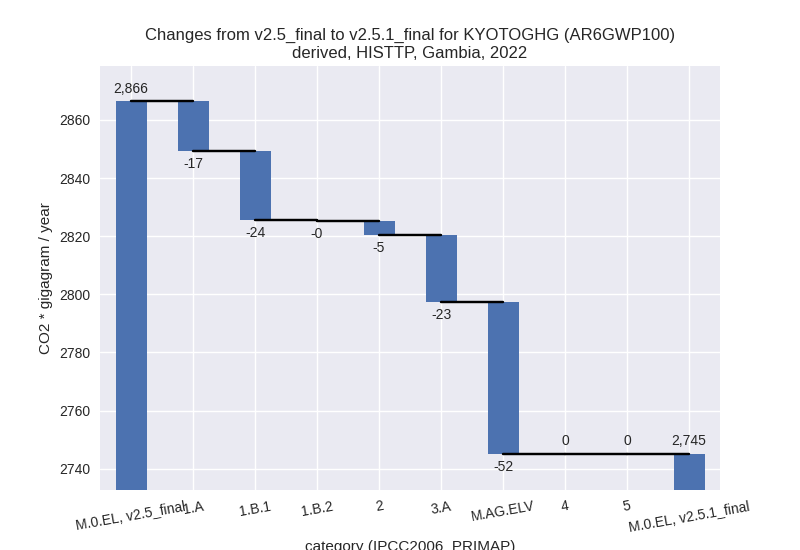 Changes from v2.5_final to v2.5.1_final for KYOTOGHG (AR6GWP100)
derived, HISTTP, Gambia, 2022
CO2 * gigagram / year
2860
2840
2820
2800
2780
2760
2740
2,866
-17
-24
-0
-5
-23
-52
0
0
2,745
M.0.EL, v2.5_final
1.A
1.B.1
1.B.2
2
3.A
M.AG.ELV
4
5
M.0.EL, v2.5.1_final
category (IPCC2006_PRIMAP)